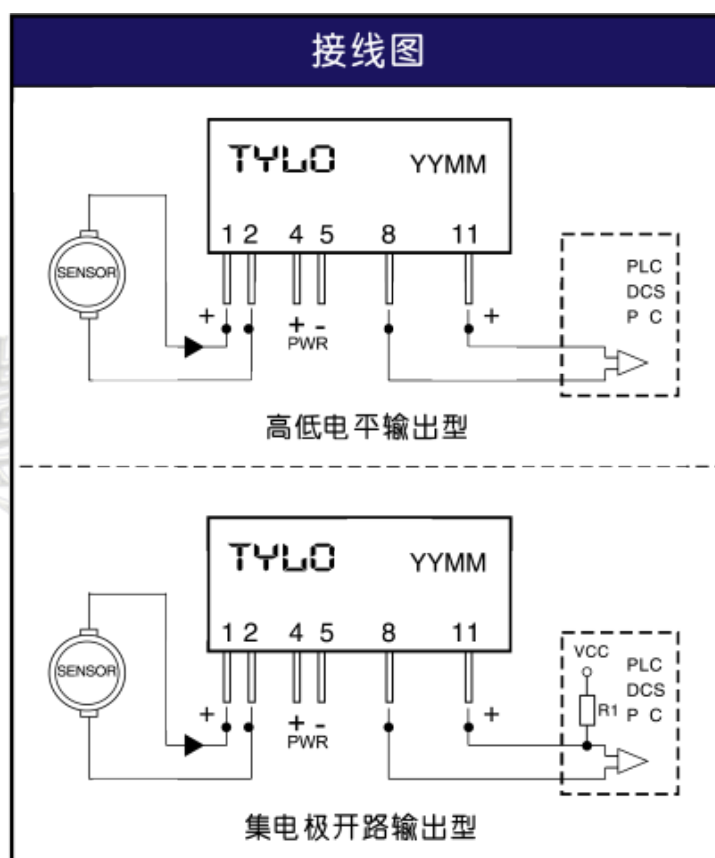 接线图
TYLO YYMM
1 2 4 5 8 11
SENSOR
+ + - +
PWR
PLC
DCS
P C
高低电平输出型
TYLO YYMM
1 2 4 5 8 11
SENSOR
VCC
R1
+ + - +
PWR
PLC
DCS
P C
集电极开路输出型